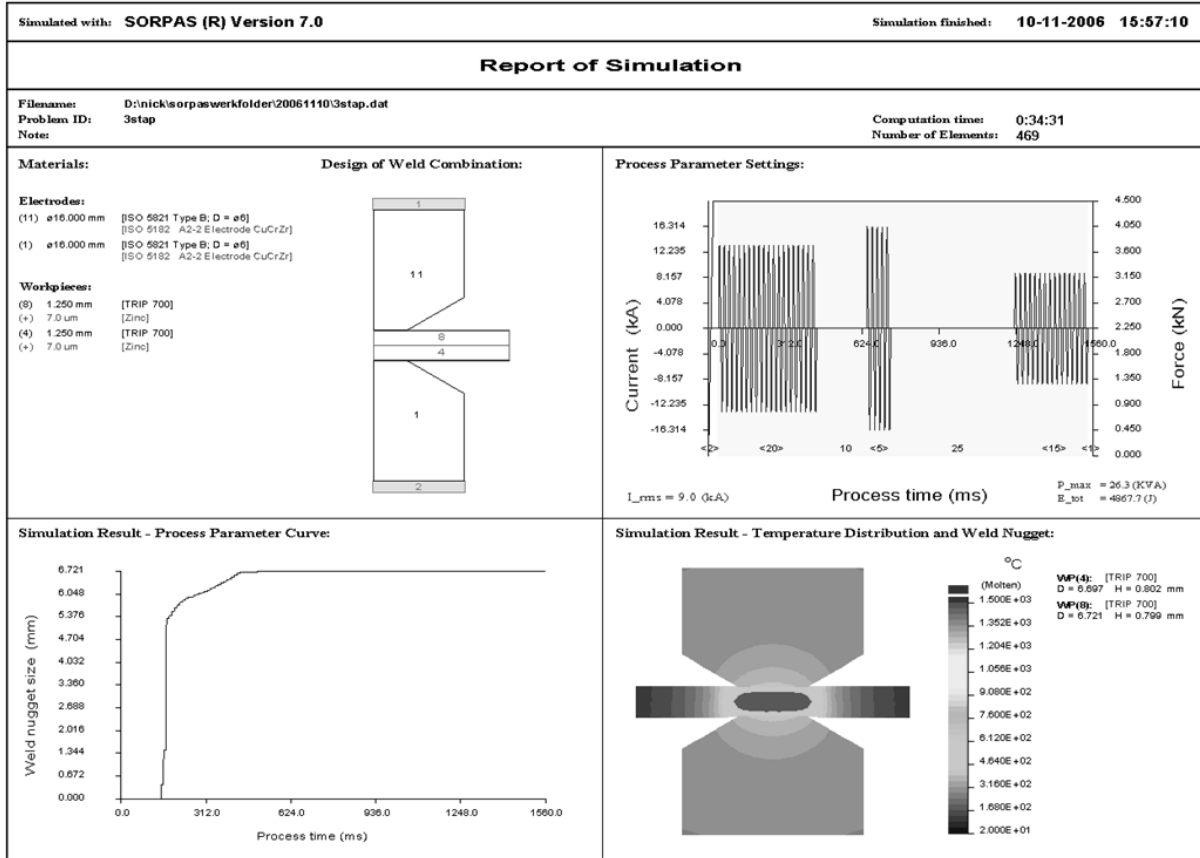 Simulated with: SORPAS (R) Version 7.0
Simulation finished: 10-11-2006 15:57:10
Report of Simulation
Filename: D:\nick\sorpaswerkfolder\20061110\3stap.dat
Problem ID: 3stap
Note:
Computation time: 0:34:31
Number of Elements: 469
Materials:
Electrodes:
(11) ø16.000 mm [ISO 5821 Type B; D = ø6]
[ISO 5182 A2-2 Electrode CuCrZr]
(1) ø16.000 mm [ISO 5821 Type B; D = ø6]
[ISO 5182 A2-2 Electrode CuCrZr]
Workpieces:
(8) 1.250 mm [TRIP 700]
(+) 7.0 um [Zinc]
(4) 1.250 mm [TRIP 700]
(+) 7.0 um [Zinc]
Design of Weld Combination:
1
11
8
4
1
2
Process Parameter Settings:
Current (kA)
16.314
12.235
8.157
4.078
0.000
-4.078
-8.157
-12.235
-16.314
0.0 312.0 624.0 936.0 1248.0 1560.0
<2> <20> 10 <5> 25 <15> <1>
4.500
4.050
3.600
3.150
2.700
2.250
1.800
1.350
0.900
0.450
0.000
Force (kN)
I_rms = 9.0 (kA)
Process time (ms)
P_max = 26.3 (KVA)
E_tot = 4867.7 (J)
Simulation Result - Process Parameter Curve:
Weld nugget size (mm)
6.721
6.048
5.376
4.704
4.032
3.360
2.688
2.016
1.344
0.672
0.000
0.0 312.0 624.0 936.0 1248.0 1560.0
Process time (ms)
Simulation Result - Temperature Distribution and Weld Nugget:
°C
(Molten)
1.500E+03
1.352E+03
1.204E+03
1.056E+03
9.080E+02
7.600E+02
6.120E+02
4.640E+02
3.160E+02
1.680E+02
2.000E+01
WP(4): [TRIP 700]
D = 6.697 H = 0.802 mm
WP(8): [TRIP 700]
D = 6.721 H = 0.799 mm